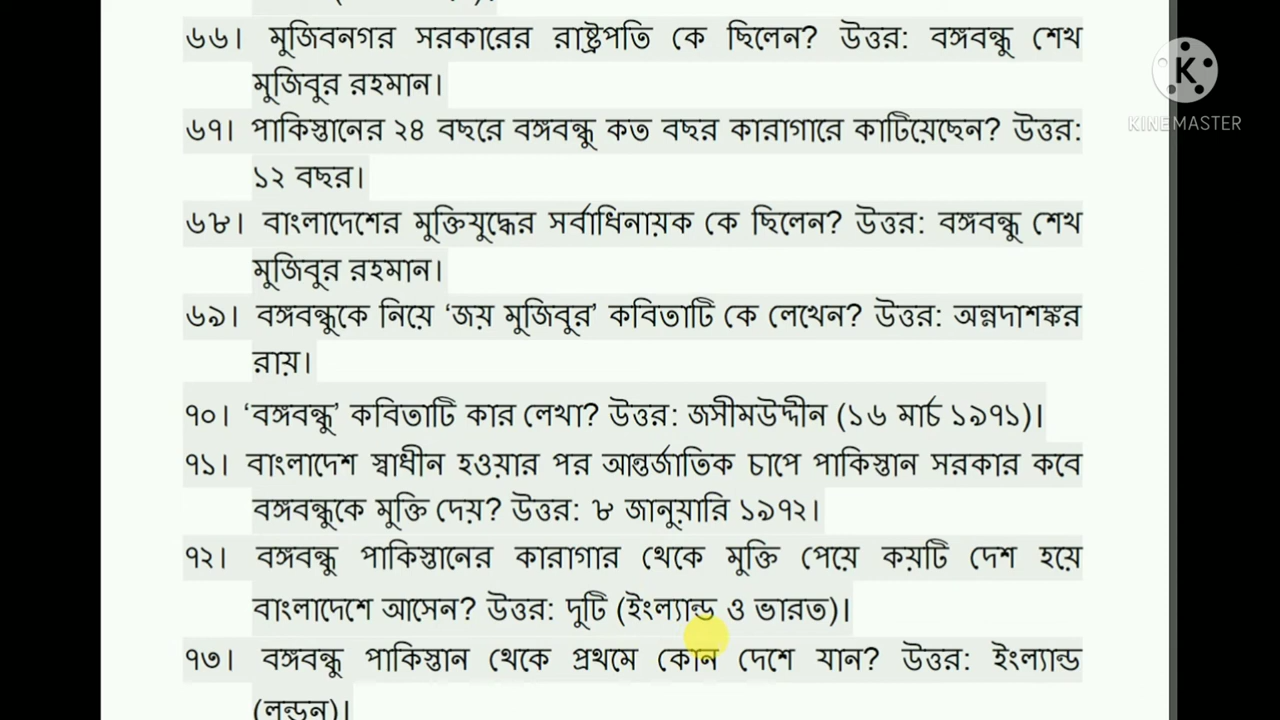 ৬৬। মুজিবনগর সরকারের রাষ্ট্রপতি কে ছিলেন? উত্তর: বঙ্গবন্ধু শেখ
মুজিবুর রহমান।
৬৭। পাকিস্তানের ২৪ বছরে বঙ্গবন্ধু কত বছর কারাগারে কাটিয়েছেন? উত্তর:
১২ বছর।
৬৮। বাংলাদেশের মুক্তিযুদ্ধের সর্বাধিনায়ক কে ছিলেন? উত্তর: বঙ্গবন্ধু শেখ
মুজিবুর রহমান।
৬৯। বঙ্গবন্ধুকে নিয়ে ‘জয় মুজিবুর’ কবিতাটি কে লেখেন? উত্তর: অন্নদাশঙ্কর
রায়।
৭০। ‘বঙ্গবন্ধু’ কবিতাটি কার লেখা? উত্তর: জসীমউদ্দীন (১৬ মার্চ ১৯৭১)।
৭১। বাংলাদেশ স্বাধীন হওয়ার পর আন্তর্জাতিক চাপে পাকিস্তান সরকার কবে
বঙ্গবন্ধুকে মুক্তি দেয়? উত্তর: ৮ জানুয়ারি ১৯৭২।
৭২। বঙ্গবন্ধু পাকিস্তানের কারাগার থেকে মুক্তি পেয়ে কয়টি দেশ হয়ে
বাংলাদেশে আসেন? উত্তর: দুটি (ইংল্যান্ড ও ভারত)।
৭৩। বঙ্গবন্ধু পাকিস্তান থেকে প্রথমে কোন দেশে যান? উত্তর: ইংল্যান্ড
(লন্ডন)।
K
KINEMASTER